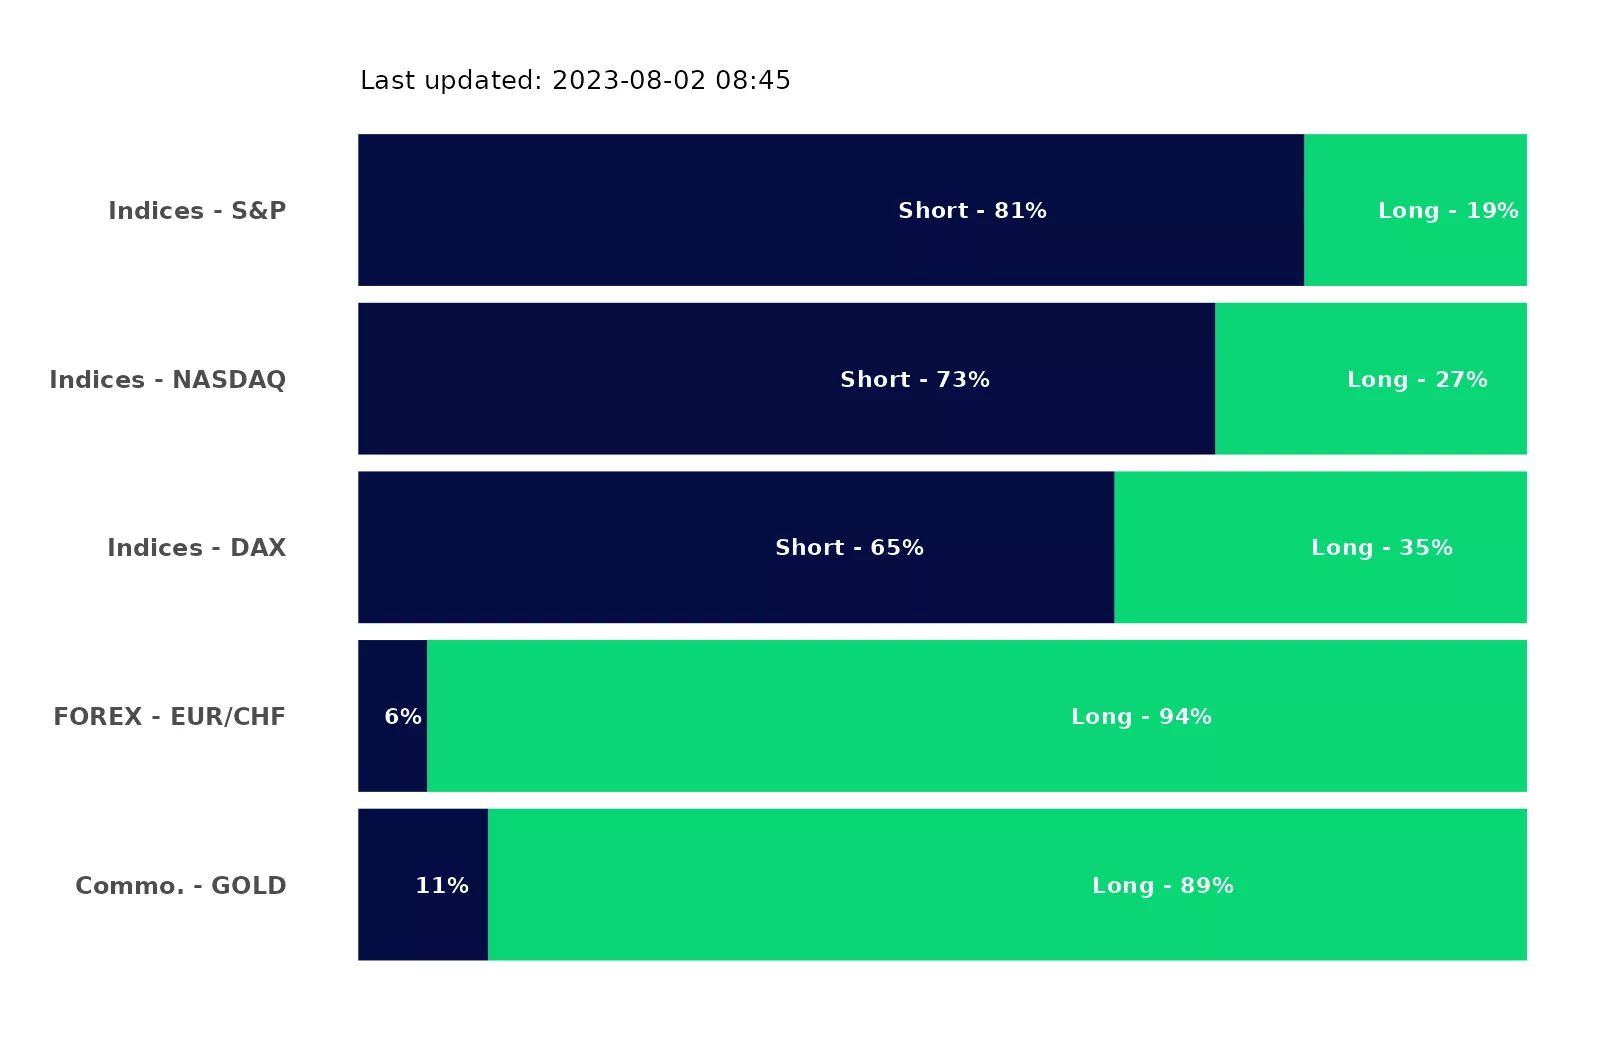 Last updated: 2023-08-02 08:45
Indices - S&P
Short - 81%
Long - 19%
Indices - NASDAQ
Short - 73%
Long - 27%
Indices - DAX
Short - 65%
Long - 35%
FOREX - EUR/CHF
6%
Long - 94%
Commo. - GOLD
11%
Long - 89%